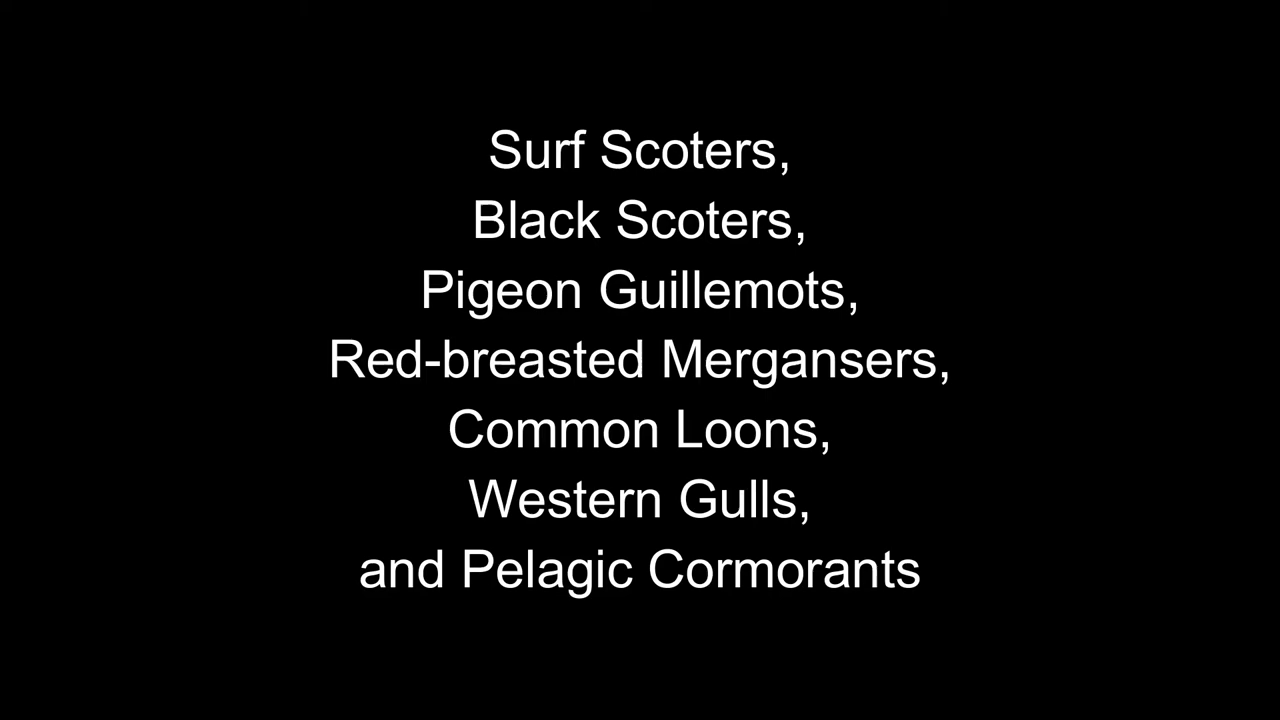 Surf Scoters,
Black Scoters,
Pigeon Guillemots,
Red-breasted Mergansers,
Common Loons,
Western Gulls,
and Pelagic Cormorants